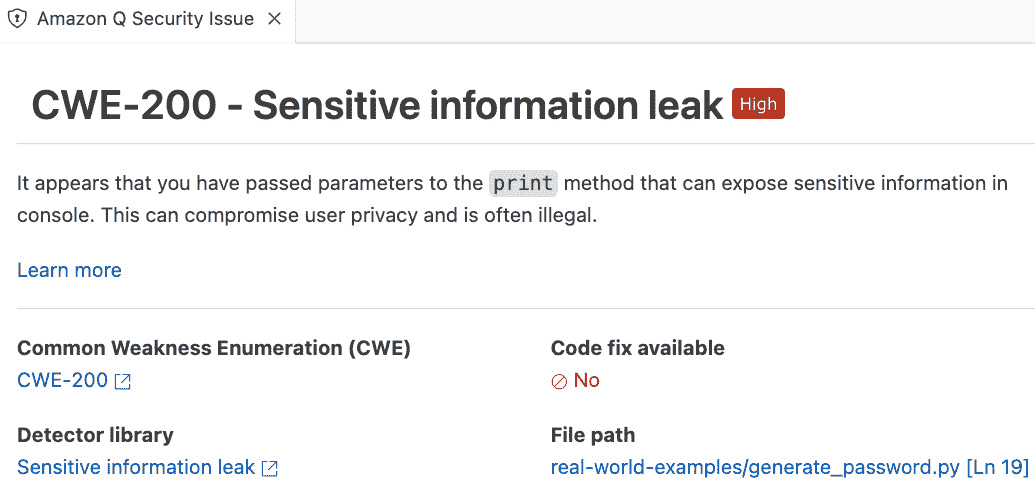 Amazon Q Security Issue
CWE-200 - Sensitive information leak High
It appears that you have passed parameters to the print method that can expose sensitive information in
console. This can compromise user privacy and is often illegal.
Learn more
Common Weakness Enumeration (CWE)
CWE-200
Code fix available
No
Detector library
Sensitive information leak
File path
real-world-examples/generate_password.py [Ln 19]